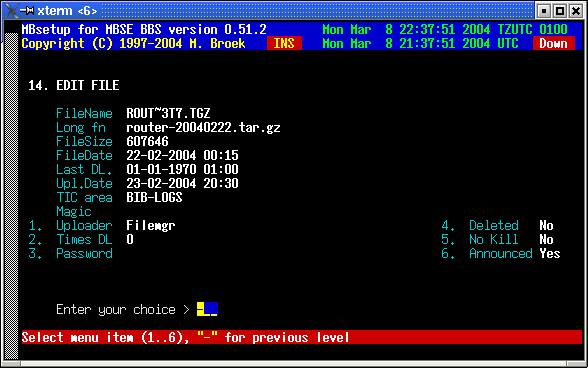 xterm <6>
MBsetup for MBSE BBS version 0.51.2 Mon Mar 8 22:37:51 2004 TZUTC 0100
Copyright (C) 1997-2004 M. Broek INS Mon Mar 8 21:37:51 2004 UTC Down
14. EDIT FILE
FileName ROUT~3T7.TGZ
Long fn router-20040222.tar.gz
FileSize 607646
FileDate 22-02-2004 00:15
Last DL. 01-01-1970 01:00
Upl.Date 23-02-2004 20:30
TIC area BIB-LOGS
Magic
1. Uploader Filemgr 4. Deleted No
2. Times DL 0 5. No Kill No
3. Password 6. Announced Yes
Enter your choice > -
Select menu item (1..6), "-" for previous level